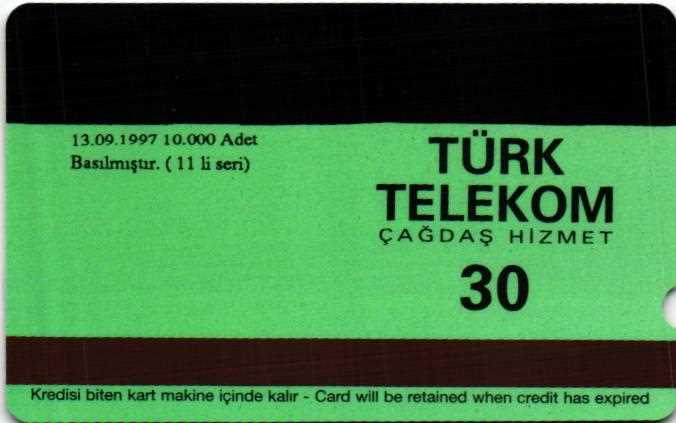 13.09.1997 10.000 Adet
Basılmıştır. ( 11 li seri)
TÜRK
TELEKOM
ÇAĞDAŞ HİZMET
30
Kredisi biten kart makine içinde kalır - Card will be retained when credit has expired